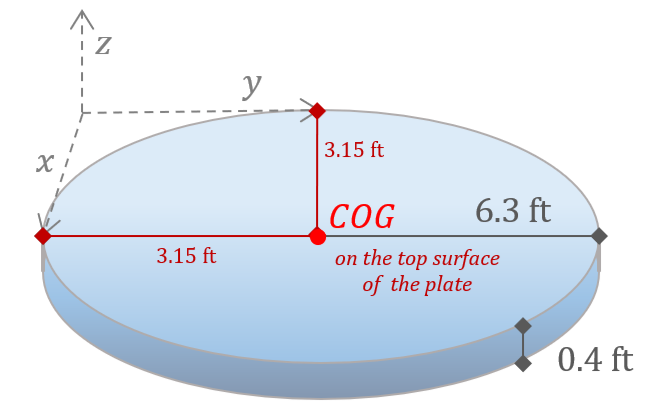 z
y
3.15 ft
x
COG
6.3 ft
3.15 ft
on the top surface
of the plate
0.4 ft